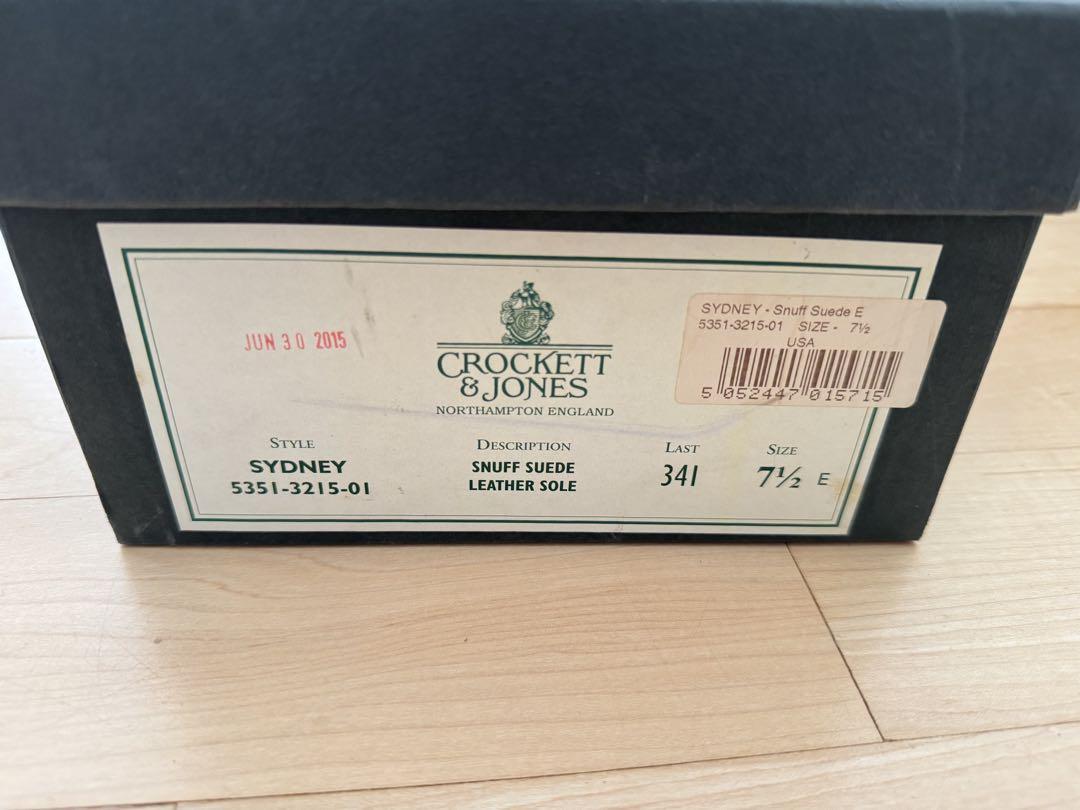 JUN 30 2015
CROCKETT
& JONES
NORTHAMPTON ENGLAND
SYDNEY - Snuff Suede E
5351-3215-01 SIZE - 7½
USA
5 052447 015715
STYLE
SYDNEY
5351-3215-01
DESCRIPTION
SNUFF SUEDE
LEATHER SOLE
LAST
341
SIZE
7½ E